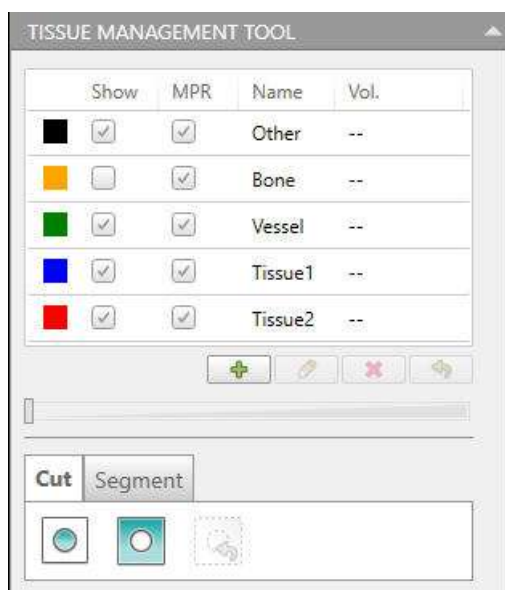 TISSUE MANAGEMENT TOOL
Show MPR Name Vol.
Other --
Bone --
Vessel --
Tissue1 --
Tissue2 --
Cut Segment